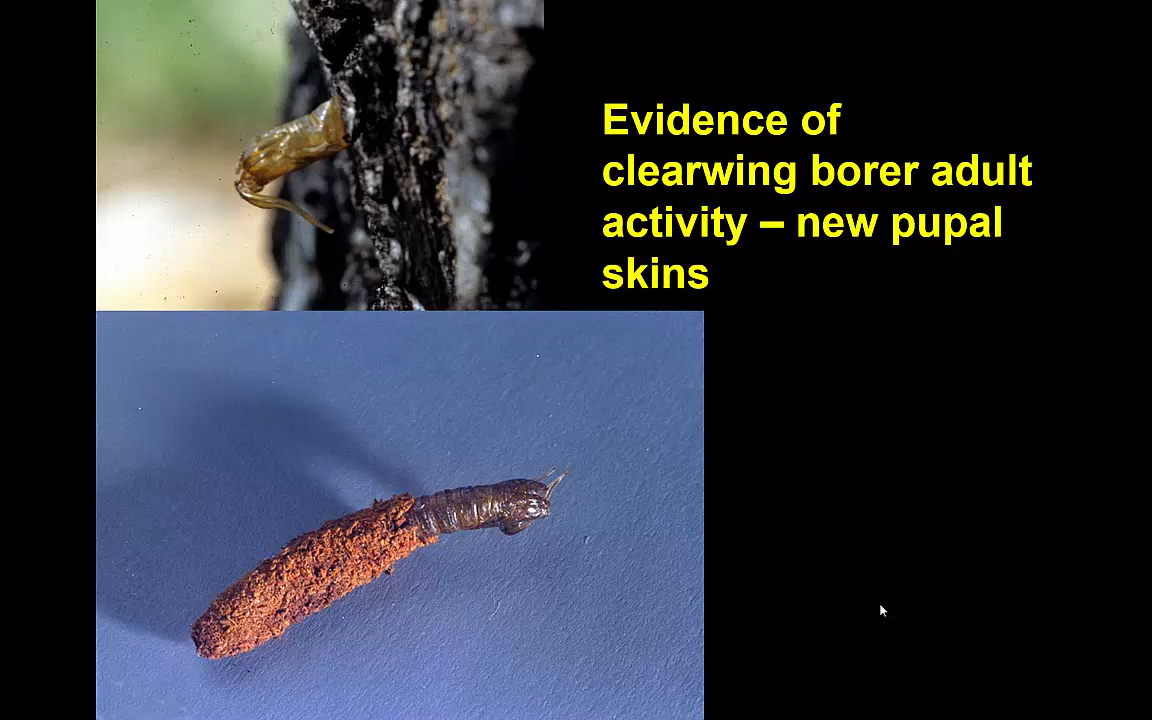 Evidence of
clearwing borer adult
activity – new pupal
skins